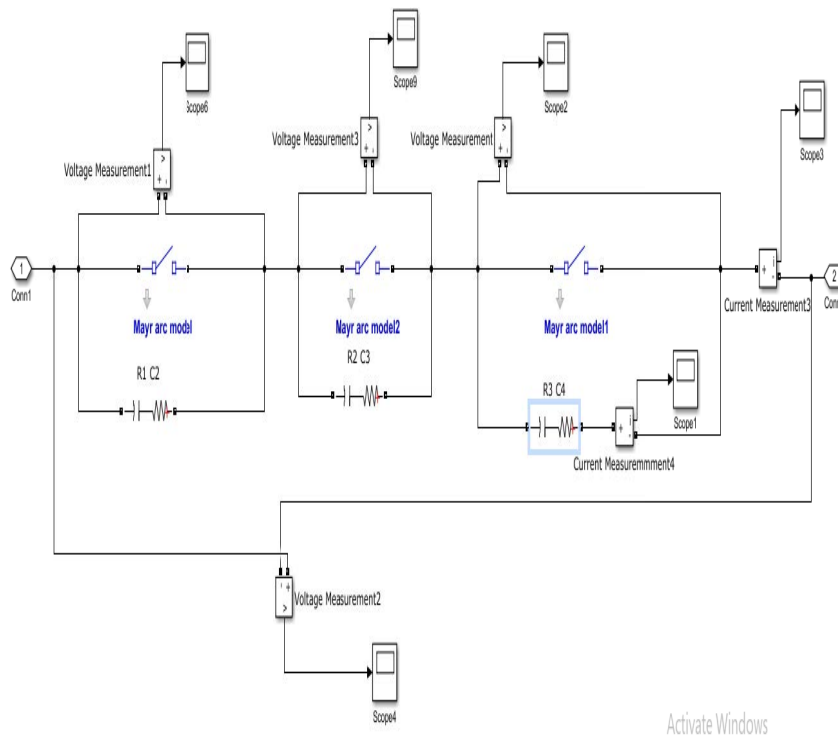 Scope6
Scope9
Scope2
Scope3
Voltage Measurement1
Voltage Measurement3
Voltage Measurement
1
Conn1
2
Current Measurement3
Mayr arc model
Mayr arc model2
Mayr arc model1
R1 C2
R2 C3
R3 C4
Scope1
Current Measuremmment4
Voltage Measurement2
Scope4
Activate Windows